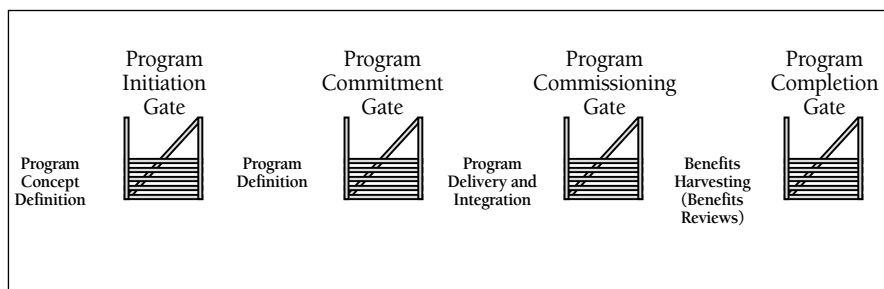 Program
Initiation
Gate
Program
Commitment
Gate
Program
Commissioning
Gate
Program
Completion
Gate
Program
Concept
Definition
Program
Definition
Program
Delivery and
Integration
Benefits
Harvesting
(Benefits
Reviews)